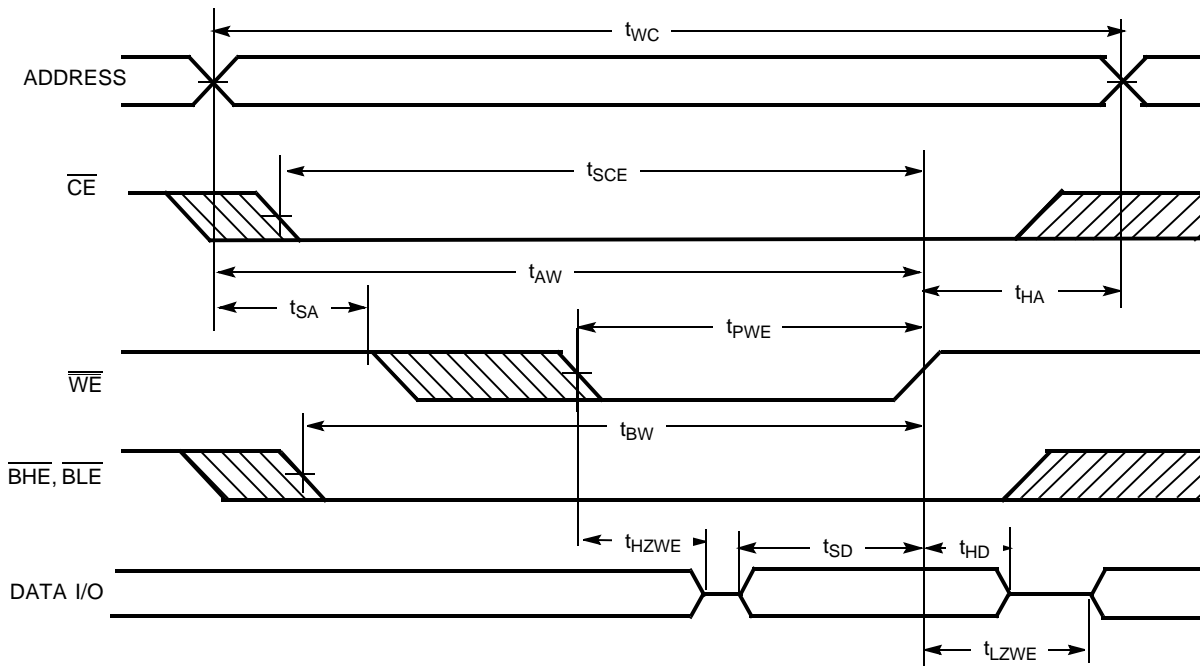 tWC
ADDRESS
tSCE
CE
tAW
tSA
tHA
tPWE
WE
tBW
BHE, BLE
tHZWE
tSD
tHD
DATA I/O
tLZWE